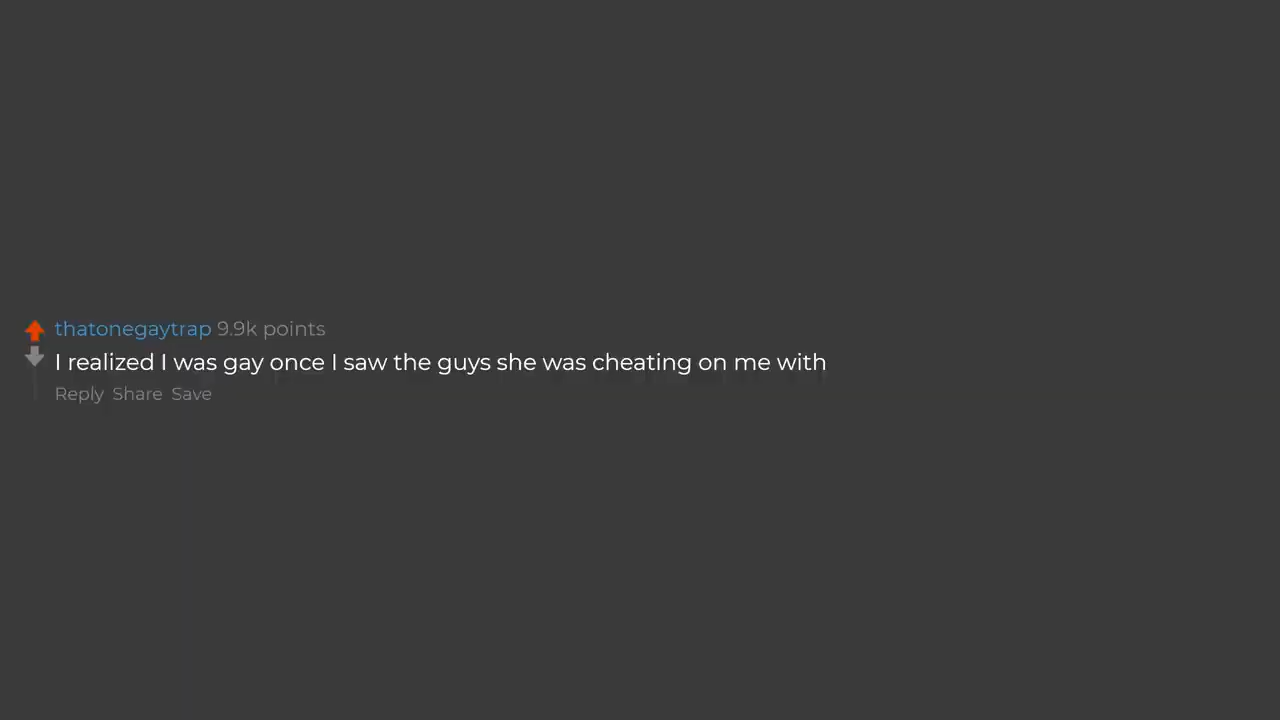 thatonegaytrap 9.9k points
I realized I was gay once I saw the guys she was cheating on me with
Reply Share Save